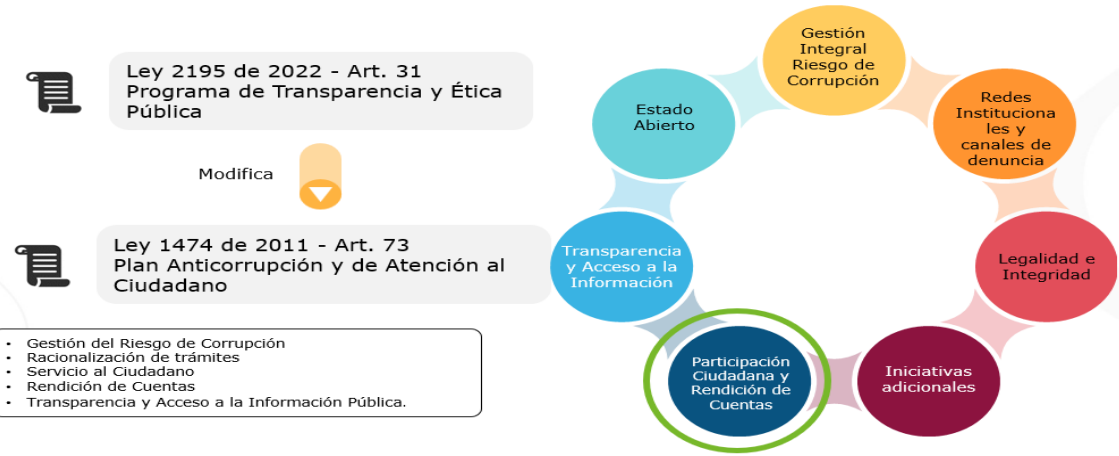 Ley 2195 de 2022 - Art. 31
Programa de Transparencia y Ética
Pública
Modifica
Ley 1474 de 2011 - Art. 73
Plan Anticorrupción y de Atención al
Ciudadano
• Gestión del Riesgo de Corrupción
• Racionalización de trámites
• Servicio al Ciudadano
• Rendición de Cuentas
• Transparencia y Acceso a la Información Pública.
Gestión
Integral
Riesgo de
Corrupción
Redes
Instituciona
les y
canales de
denuncia
Legalidad e
Integridad
Iniciativas
adicionales
Participación
Ciudadana y
Rendición de
Cuentas
Transparencia
y Acceso a la
Información
Estado
Abierto